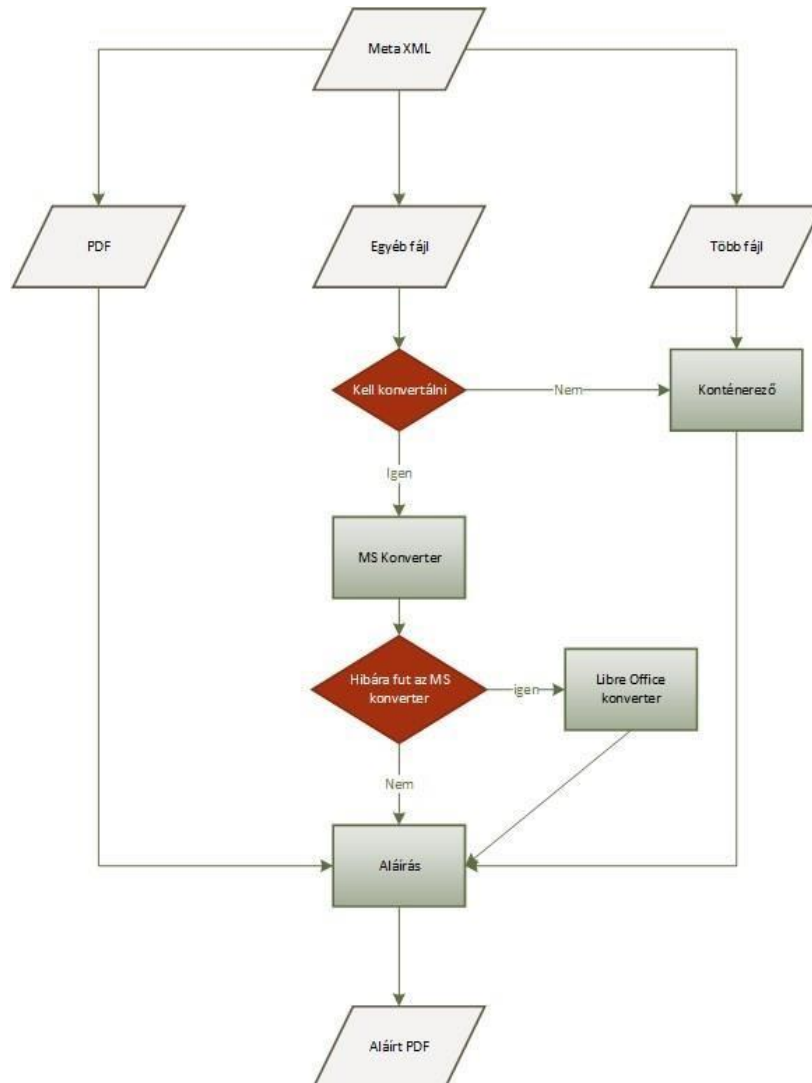 Meta XML
PDF
Egyéb fájl
Több fájl
Kell konvertálni
Nem
Konténerező
Igen
MS Konverter
Hibára fut az MS
konverter
igen
Libre Office
konverter
Nem
Aláírás
Aláírt PDF